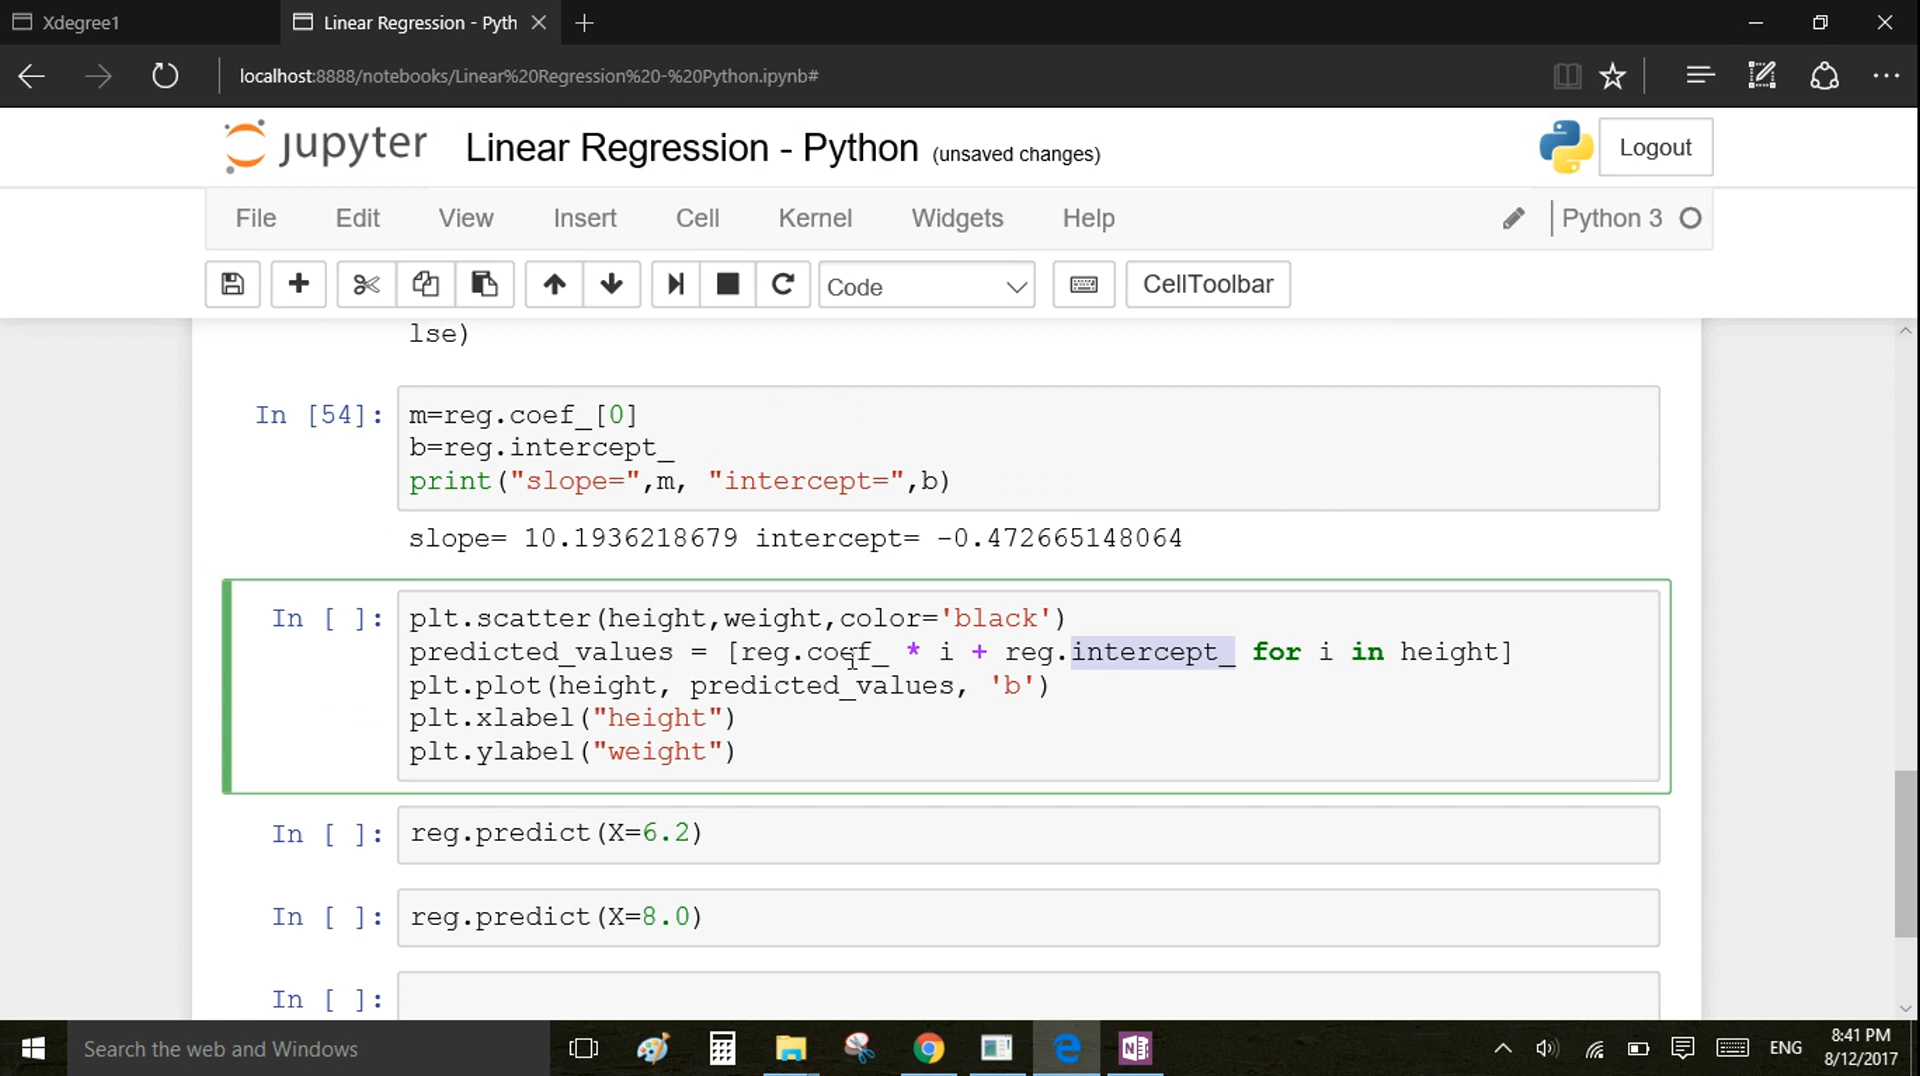 Xdegree1
Linear Regression - Pyth
localhost:8888/notebooks/Linear%20Regression%20-%20Python.ipynb#
jupyter Linear Regression - Python (unsaved changes)
Logout
File Edit View Insert Cell Kernel Widgets Help
Python 3
Code
CellToolbar
lse)
In [54]: m=reg.coef_[0]
b=reg.intercept_
print("slope=",m, "intercept=",b)
slope= 10.1936218679 intercept= -0.472665148064
In [ ]: plt.scatter(height,weight,color='black')
predicted_values = [reg.coef_ * i + reg.intercept_ for i in height]
plt.plot(height, predicted_values, 'b')
plt.xlabel("height")
plt.ylabel("weight")
In [ ]: reg.predict(X=6.2)
In [ ]: reg.predict(X=8.0)
In [ ]:
Search the web and Windows
ENG
8:41 PM
8/12/2017